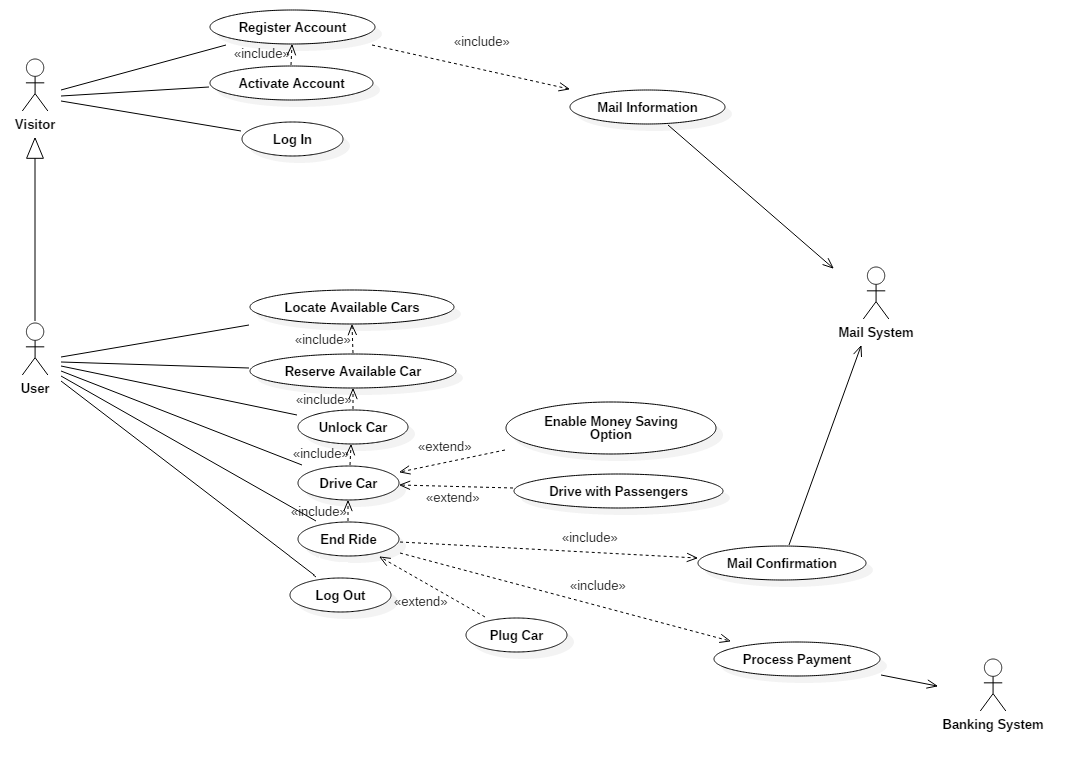 Register Account
«include»
«include»
Activate Account
Mail Information
Visitor
Log In
Locate Available Cars
Mail System
«include»
Reserve Available Car
User
«include»
Unlock Car
Enable Money Saving
Option
«extend»
«include»
Drive Car
Drive with Passengers
«extend»
«include»
End Ride
«include»
Mail Confirmation
«include»
Log Out
«extend»
Plug Car
Process Payment
Banking System